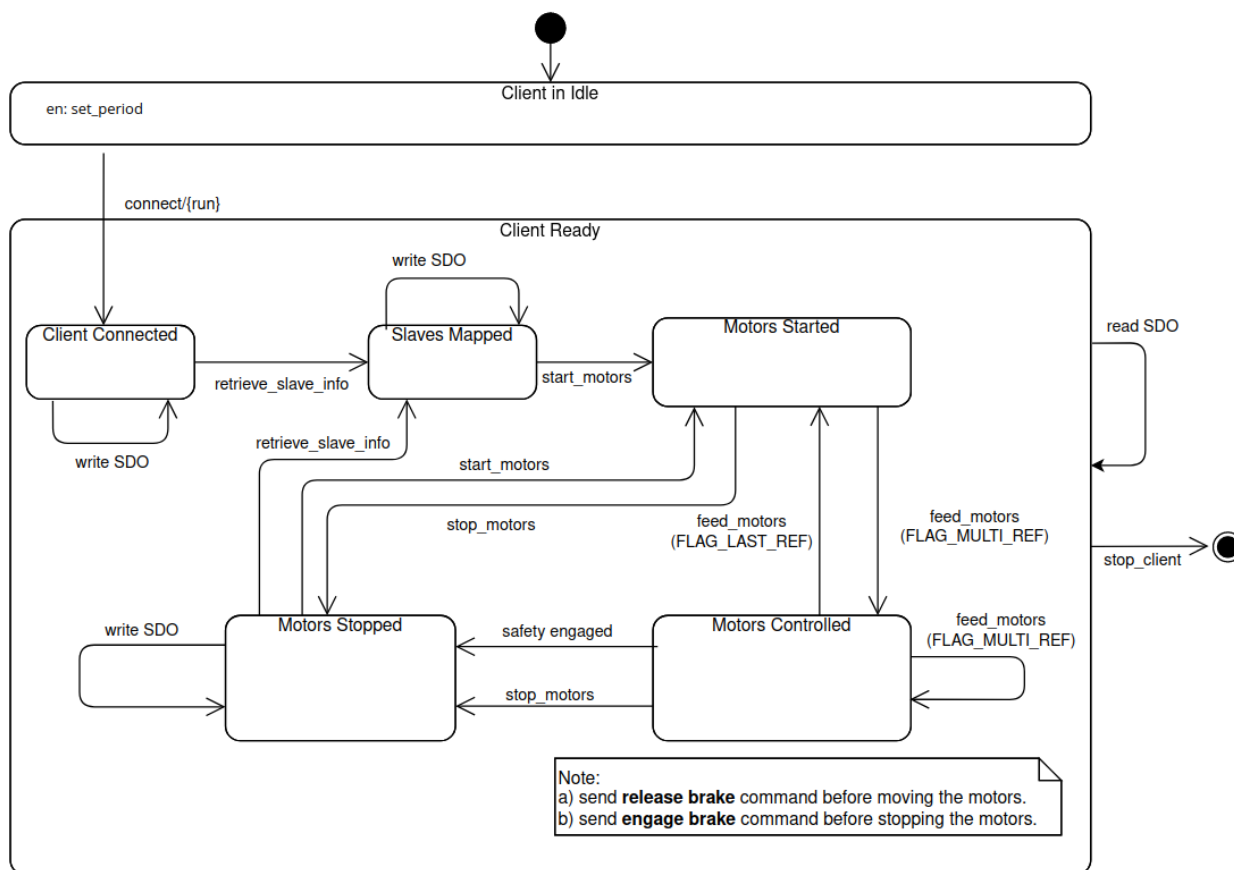 Client in Idle
en: set_period
connect/{run}
Client Ready
write SDO
Client Connected
Slaves Mapped
Motors Started
read SDO
retrieve_slave_info
start_motors
write SDO
retrieve_slave_info
start_motors
stop_motors
feed_motors
(FLAG_LAST_REF)
feed_motors
(FLAG_MULTI_REF)
stop_client
Motors Stopped
Motors Controlled
write SDO
safety engaged
feed_motors
(FLAG_MULTI_REF)
stop_motors
Note:
a) send release brake command before moving the motors.
b) send engage brake command before stopping the motors.